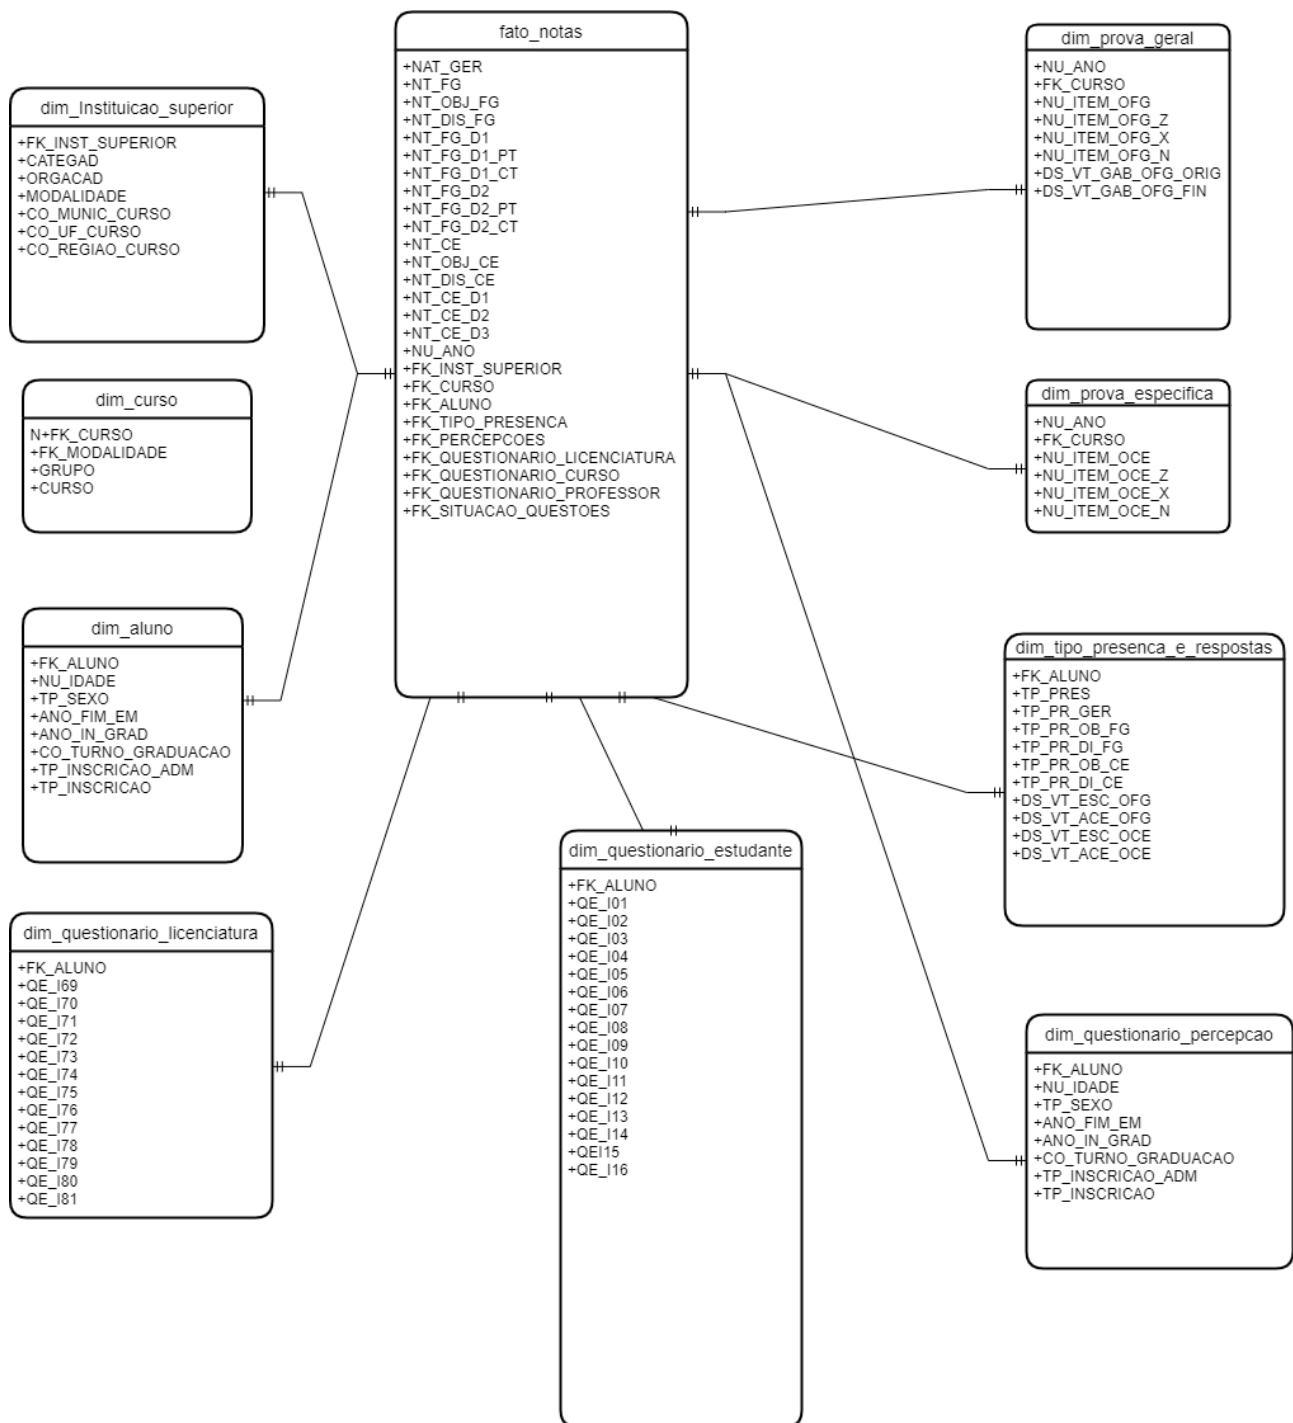 fato_notas
+NAT_GER
+NT_FG
+NT_OBJ_FG
+NT_DIS_FG
+NT_FG_D1
+NT_FG_D1_PT
+NT_FG_D1_CT
+NT_FG_D2
+NT_FG_D2_PT
+NT_FG_D2_CT
+NT_CE
+NT_OBJ_CE
+NT_DIS_CE
+NT_CE_D1
+NT_CE_D2
+NT_CE_D3
+NU_ANO
+FK_INST_SUPERIOR
+FK_CURSO
+FK_ALUNO
+FK_TIPO_PRESENCA
+FK_PERCEPCOES
+FK_QUESTIONARIO_LICENCIATURA
+FK_QUESTIONARIO_CURSO
+FK_QUESTIONARIO_PROFESSOR
+FK_SITUACAO_QUESTOES
dim_Instituicao_superior
+FK_INST_SUPERIOR
+CATEGAD
+ORGACAD
+MODALIDADE
+CO_MUNIC_CURSO
+CO_UF_CURSO
+CO_REGIAO_CURSO
dim_curso
N+FK_CURSO
+FK_MODALIDADE
+GRUPO
+CURSO
dim_aluno
+FK_ALUNO
+NU_IDADE
+TP_SEXO
+ANO_FIM_EM
+ANO_IN_GRAD
+CO_TURNO_GRADUACAO
+TP_INSCRICAO_ADM
+TP_INSCRICAO
dim_questionario_licenciatura
+FK_ALUNO
+QE_I69
+QE_I70
+QE_I71
+QE_I72
+QE_I73
+QE_I74
+QE_I75
+QE_I76
+QE_I77
+QE_I78
+QE_I79
+QE_I80
+QE_I81
dim_questionario_estudante
+FK_ALUNO
+QE_I01
+QE_I02
+QE_I03
+QE_I04
+QE_I05
+QE_I06
+QE_I07
+QE_I08
+QE_I09
+QE_I10
+QE_I11
+QE_I12
+QE_I13
+QE_I14
+QEI15
+QE_I16
dim_prova_geral
+NU_ANO
+FK_CURSO
+NU_ITEM_OFG
+NU_ITEM_OFG_Z
+NU_ITEM_OFG_X
+NU_ITEM_OFG_N
+DS_VT_GAB_OFG_ORIG
+DS_VT_GAB_OFG_FIN
dim_prova_especifica
+NU_ANO
+FK_CURSO
+NU_ITEM_OCE
+NU_ITEM_OCE_Z
+NU_ITEM_OCE_X
+NU_ITEM_OCE_N
dim_tipo_presenca_e_respostas
+FK_ALUNO
+TP_PRES
+TP_PR_GER
+TP_PR_OB_FG
+TP_PR_DI_FG
+TP_PR_OB_CE
+TP_PR_DI_CE
+DS_VT_ESC_OFG
+DS_VT_ACE_OFG
+DS_VT_ESC_OCE
+DS_VT_ACE_OCE
dim_questionario_percepcao
+FK_ALUNO
+NU_IDADE
+TP_SEXO
+ANO_FIM_EM
+ANO_IN_GRAD
+CO_TURNO_GRADUACAO
+TP_INSCRICAO_ADM
+TP_INSCRICAO